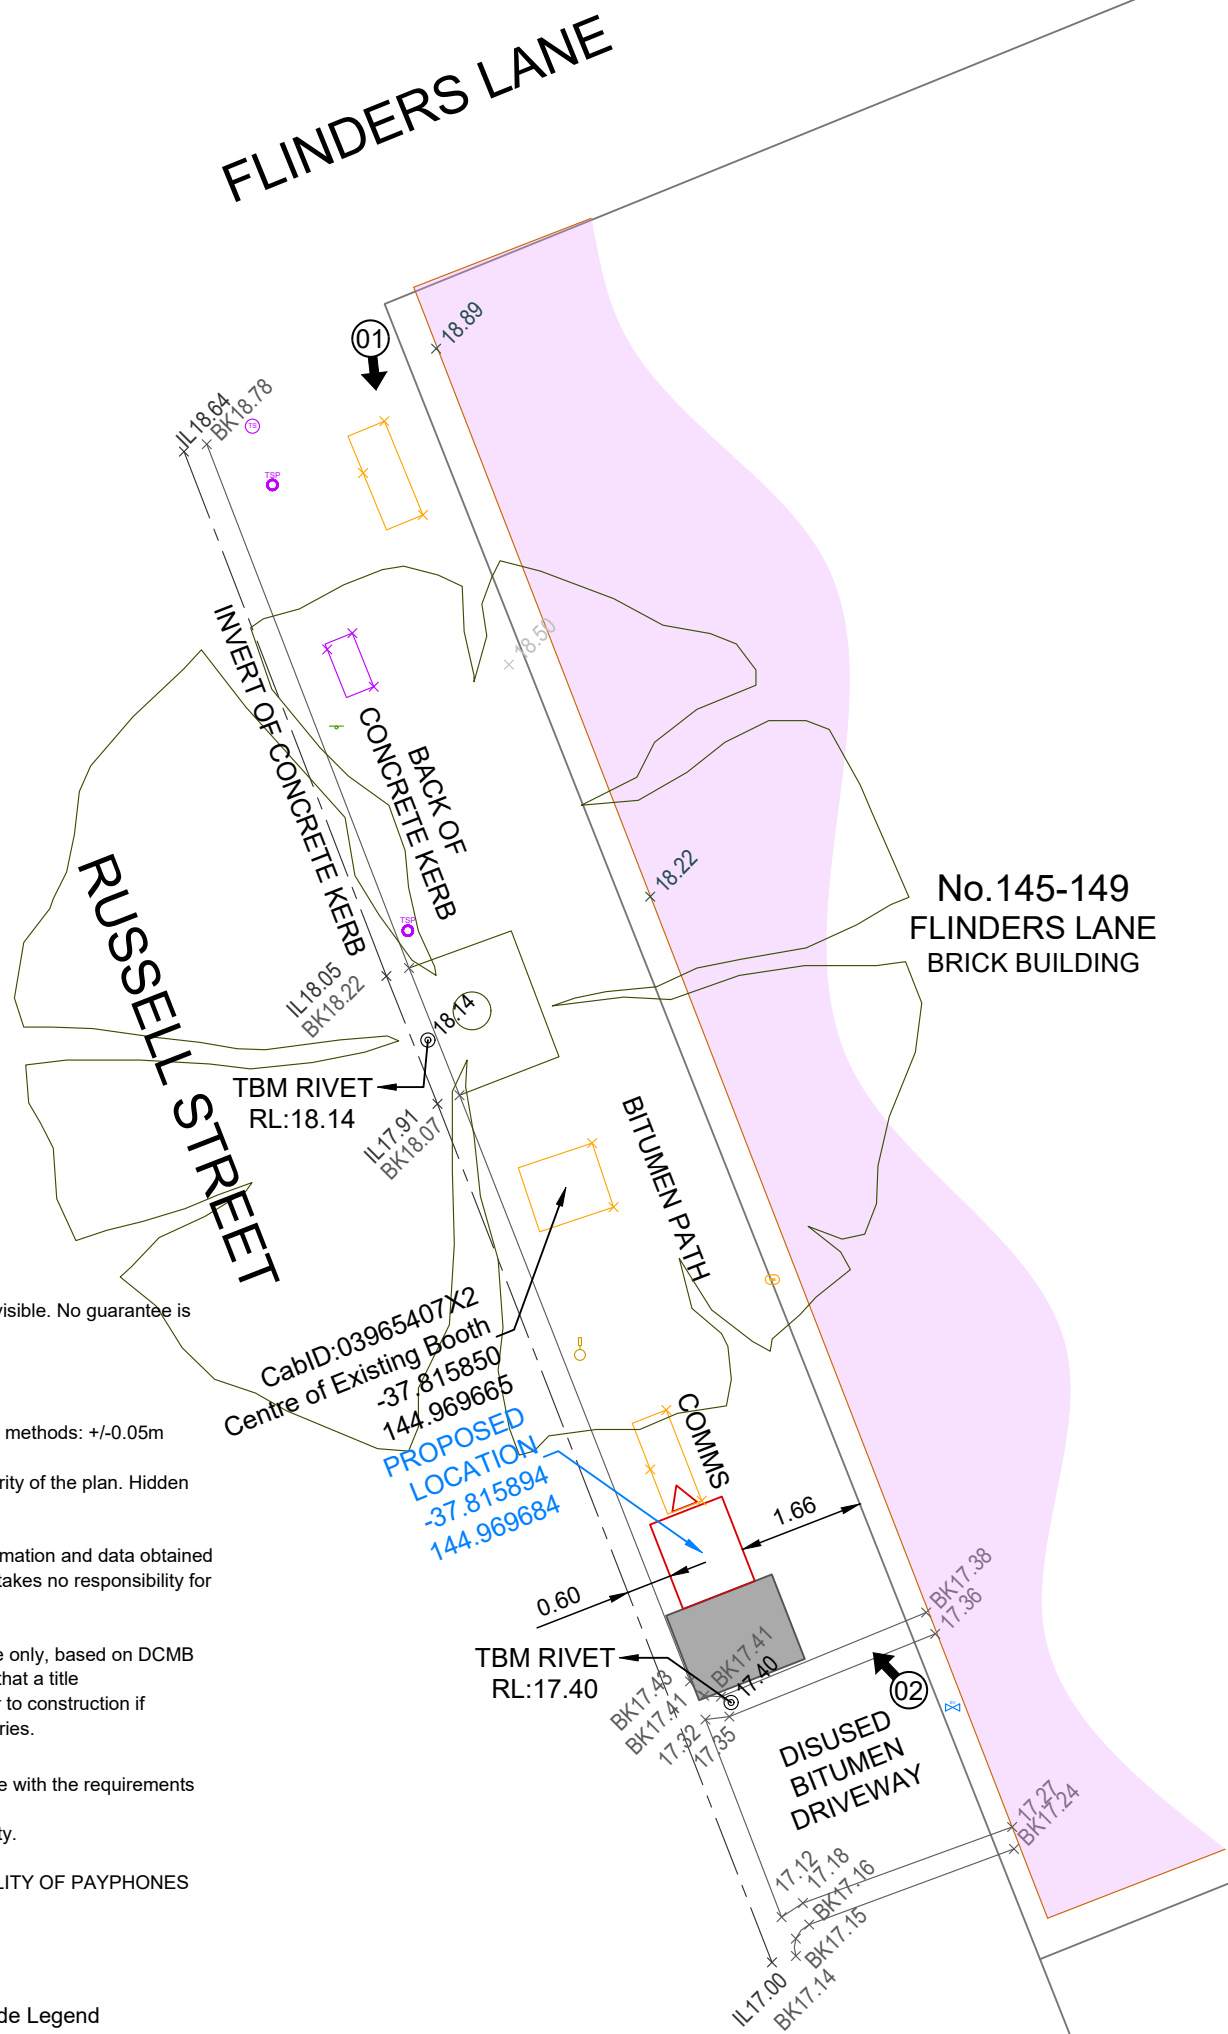 FLINDERS LANE
01
18.89
IL18.64
BK18.78
TS
TSP
18.50
INVERT OF CONCRETE KERB
BACK OF
CONCRETE KERB
18.22
No.145-149
FLINDERS LANE
BRICK BUILDING
RUSSELL STREET
TSP
IL18.05
BK18.22
18.14
TBM RIVET
RL:18.14
IL17.91
BK18.07
BITUMEN PATH
visible. No guarantee is
CabID:03965407X2
Centre of Existing Booth
-37.815850
144.969665
PROPOSED
LOCATION
-37.815894
144.969684
COMMS
methods: +/-0.05m
rity of the plan. Hidden
1.66
0.60
mation and data obtained
takes no responsibility for
BK17.38
17.36
TBM RIVET
RL:17.40
BK17.43
BK17.41
BK17.41
17.40
17.32
17.35
02
e only, based on DCMB
that a title
r to construction if
ries.
DISUSED
BITUMEN
DRIVEWAY
e with the requirements
ty.
LITY OF PAYPHONES
17.27
BK17.24
17.12
17.18
BK17.16
BK17.15
BK17.14
IL17.00
de Legend